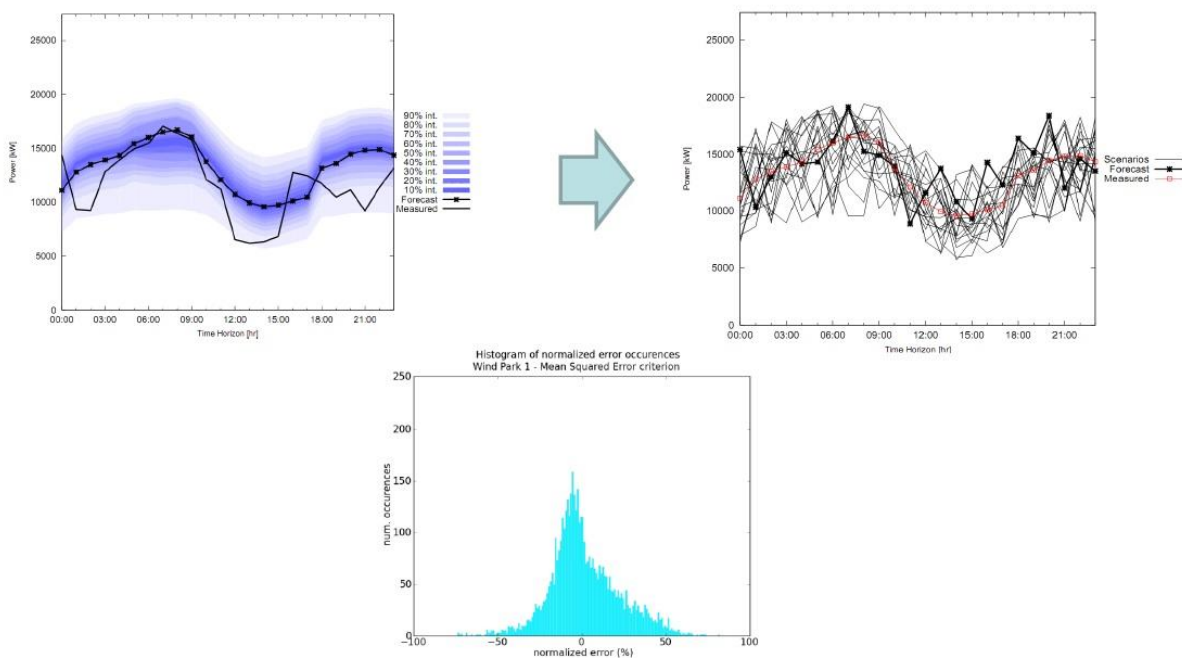 25000
20000
15000
10000
5000
0
Power [kW]
00:00 03:00 06:00 09:00 12:00 15:00 18:00 21:00
Time Horizon [hr]
90% int.
80% int.
70% int.
60% int.
50% int.
40% int.
30% int.
20% int.
10% int.
Forecast
Measured
25000
20000
15000
10000
5000
0
Power [kW]
00:00 03:00 06:00 09:00 12:00 15:00 18:00 21:00
Time Horizon [hr]
Scenarios
Forecast
Measured
Histogram of normalized error occurences
Wind Park 1 - Mean Squared Error criterion
250
200
150
100
50
0
num. occurences
−100 −50 0 50 100
normalized error (%)